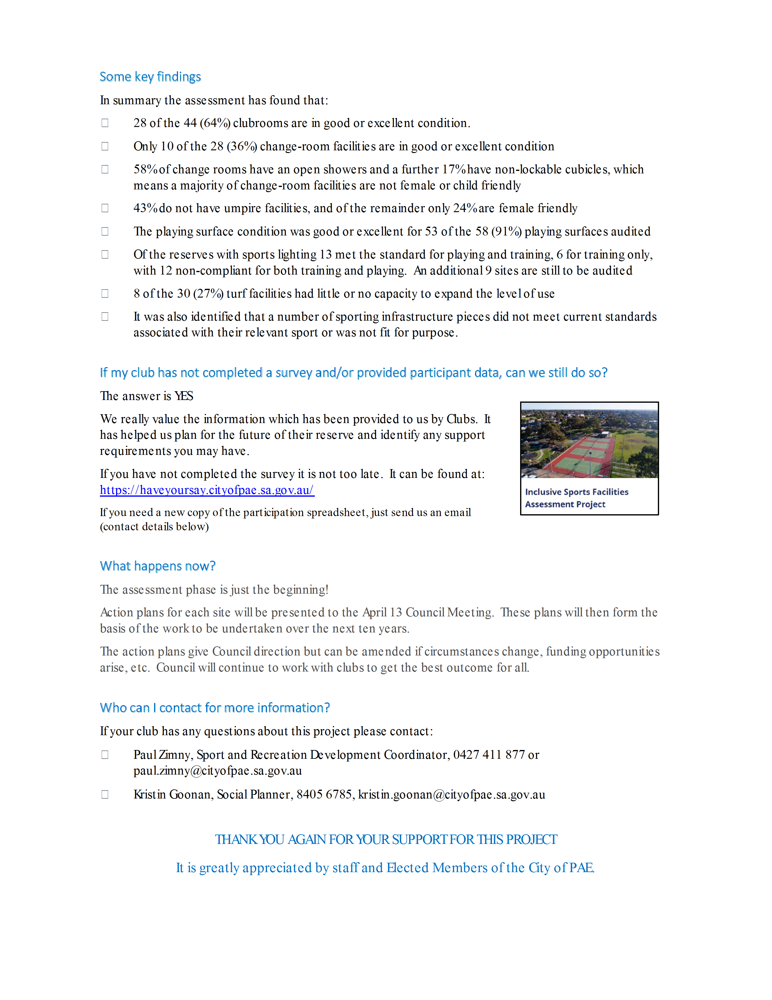 Some key findings
In summary the assessment has found that:
28 of the 44 (64%) clubrooms are in good or excellent condition.
Only 10 of the 28 (36%) change-room facilities are in good or excellent condition
58% of change rooms have an open showers and a further 17% have non-lockable cubicles, which
means a majority of change-room facilities are not female or child friendly
43% do not have umpire facilities, and of the remainder only 24% are female friendly
The playing surface condition was good or excellent for 53 of the 58 (91%) playing surfaces audited
Of the reserves with sports lighting 13 met the standard for playing and training, 6 for training only,
with 12 non-compliant for both training and playing.  An additional 9 sites are still to be audited
8 of the 30 (27%) turf facilities had little or no capacity to expand the level of use
It was also identified that a number of sporting infrastructure pieces did not meet current standards
associated with their relevant sport or was not fit for purpose.
If my club has not completed a survey and/or provided participant data, can we still do so?
The answer is YES
We really value the information which has been provided to us by Clubs.  It
has helped us plan for the future of their reserve and identify any support
requirements you may have.
If you have not completed the survey it is not too late.  It can be found at:
https://haveyoursay.cityofpae.sa.gov.au/
If you need a new copy of the participation spreadsheet, just send us an email
(contact details below)
Inclusive Sports Facilities
Assessment Project
What happens now?
The assessment phase is just the beginning!
Action plans for each site will be presented to the April 13 Council Meeting.  These plans will then form the
basis of the work to be undertaken over the next ten years.
The action plans give Council direction but can be amended if circumstances change, funding opportunities
arise, etc.  Council will continue to work with clubs to get the best outcome for all.
Who can I contact for more information?
If your club has any questions about this project please contact:
Paul Zimny, Sport and Recreation Development Coordinator, 0427 411 877 or
paul.zimny@cityofpae.sa.gov.au
Kristin Goonan, Social Planner, 8405 6785, kristin.goonan@cityofpae.sa.gov.au
THANK YOU AGAIN FOR YOUR SUPPORT FOR THIS PROJECT
It is greatly appreciated by staff and Elected Members of the City of PAE.